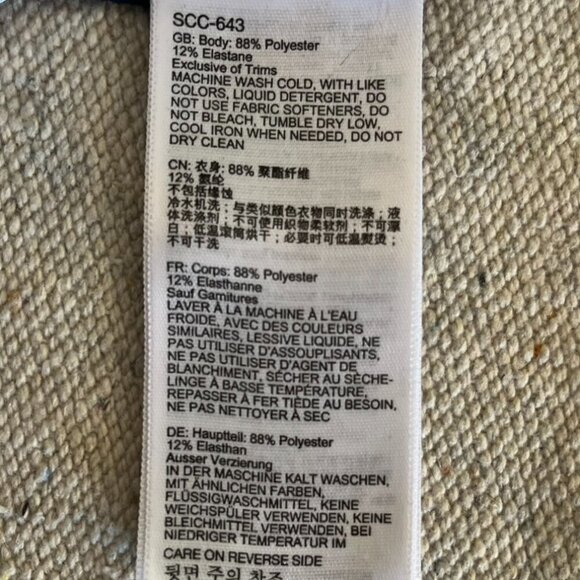 SCC-643
GB: Body: 88% Polyester
12% Elastane
Exclusive of Trims
MACHINE WASH COLD, WITH LIKE
COLORS, LIQUID DETERGENT, DO
NOT USE FABRIC SOFTENERS, DO
NOT BLEACH, TUMBLE DRY LOW,
COOL IRON WHEN NEEDED, DO NOT
DRY CLEAN
CN: 衣身: 88% 聚酯纤维
12% 氨纶
不包括缘蚀
冷水机洗；与类似颜色衣物同时洗涤；液
体洗涤剂；不可使用织物柔软剂；不可漂
白；低温滚筒烘干；必要时可低温熨烫；
不可干洗
FR: Corps: 88% Polyester
12% Elasthanne
Sauf Garnitures
LAVER À LA MACHINE À L'EAU
FROIDE, AVEC DES COULEURS
SIMILAIRES, LESSIVE LIQUIDE, NE
PAS UTILISER D'ASSOUPLISANTS,
NE PAS UTILISER D'AGENT DE
BLANCHIMENT, SÉCHER AU SÈCHE-
LINGE À BASSE TEMPÉRATURE,
REPASSER À FER TIÈDE AU BESOIN,
NE PAS NETTOYER À SEC
DE: Hauptteil: 88% Polyester
12% Elasthan
Ausser Verzierung
IN DER MASCHINE KALT WASCHEN,
MIT ÄHNLICHEN FARBEN,
FLÜSSIGWASCHMITTEL, KEINE
WEICHSPÜLER VERWENDEN, KEINE
BLEICHMITTEL VERWENDEN, BEI
NIEDRIGER TEMPERATUR IM
CARE ON REVERSE SIDE
뒷면 주의 참조